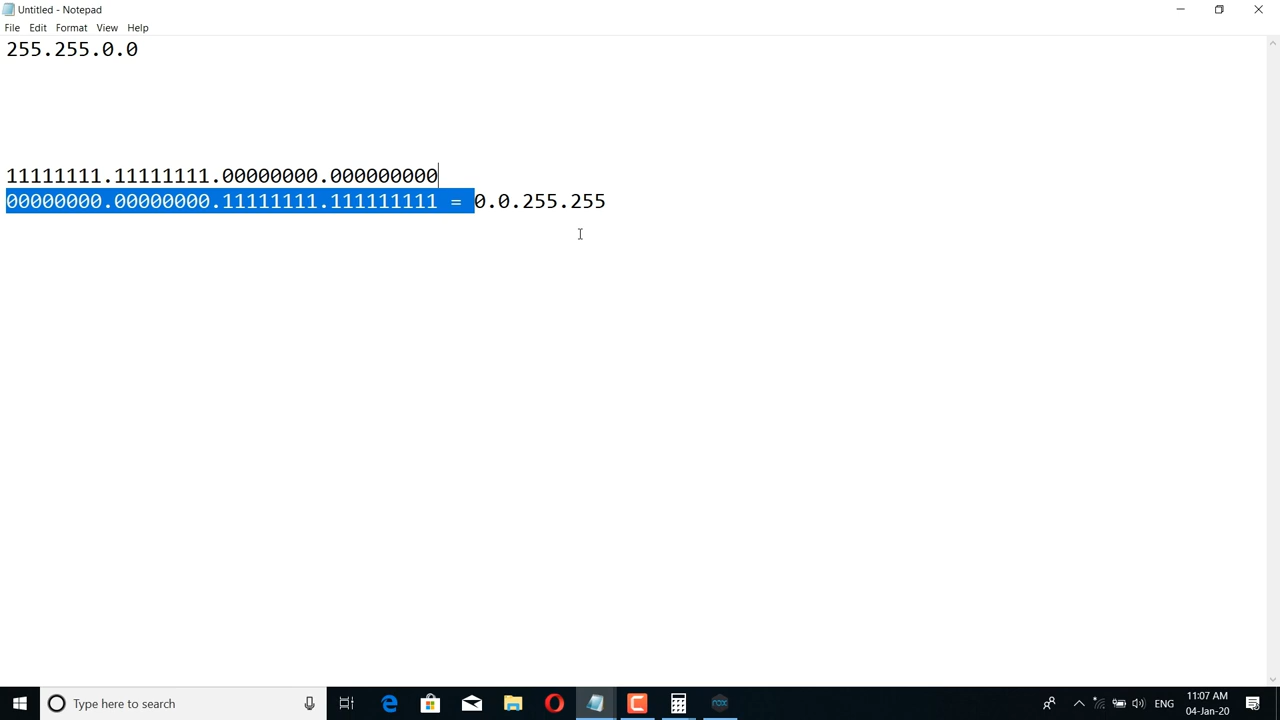 Untitled - Notepad
File Edit Format View Help
255.255.0.0
11111111.11111111.00000000.000000000
00000000.00000000.11111111.111111111 = 0.0.255.255
Type here to search
nox
ENG
11:07 AM
04-Jan-20